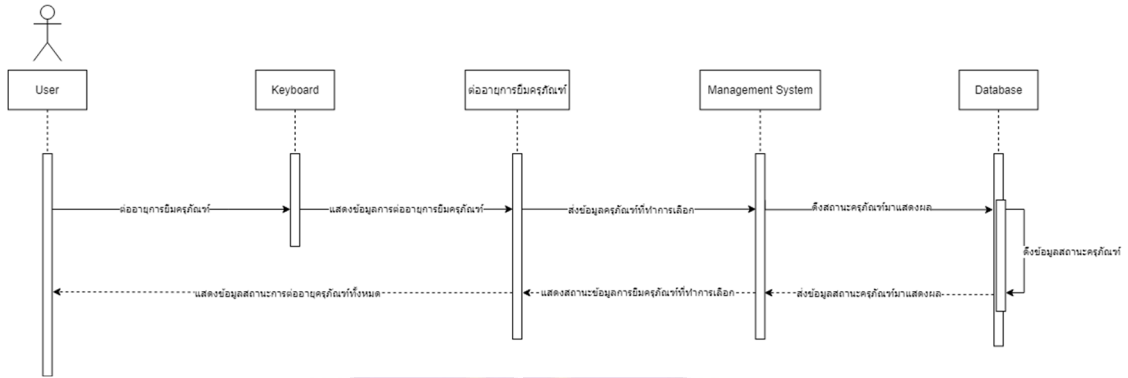 User
Keyboard
ต่ออายุการยืมครุภัณฑ์
Management System
Database
ต่ออายุการยืมครุภัณฑ์
แสดงข้อมูลการต่ออายุการยืมครุภัณฑ์
ส่งข้อมูลครุภัณฑ์ที่ทำการเลือก
ดึงสถานะครุภัณฑ์มาแสดงผล
ดึงข้อมูลสถานะครุภัณฑ์
แสดงข้อมูลสถานะการต่ออายุครุภัณฑ์ทั้งหมด
แสดงสถานะข้อมูลการยืมครุภัณฑ์ที่ทำการเลือก
ส่งข้อมูลสถานะครุภัณฑ์มาแสดงผล